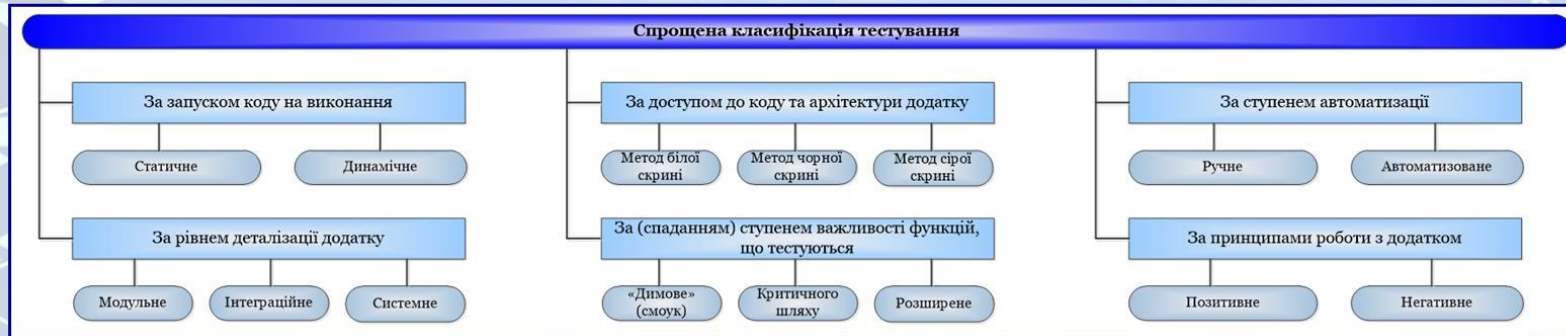 Спрощена класифікація тестування
За запуском коду на виконання
Статичне
Динамічне
За рівнем деталізації додатку
Модульне
Інтеграційне
Системне
За доступом до коду та архітектури додатку
Метод білої
скрині
Метод чорної
скрині
Метод сірої
скрині
За (спаданням) ступенем важливості функцій,
що тестуються
«Димове»
(смоук)
Критичного
шляху
Розширене
За ступенем автоматизації
Ручне
Автоматизоване
За принципами роботи з додатком
Позитивне
Негативне